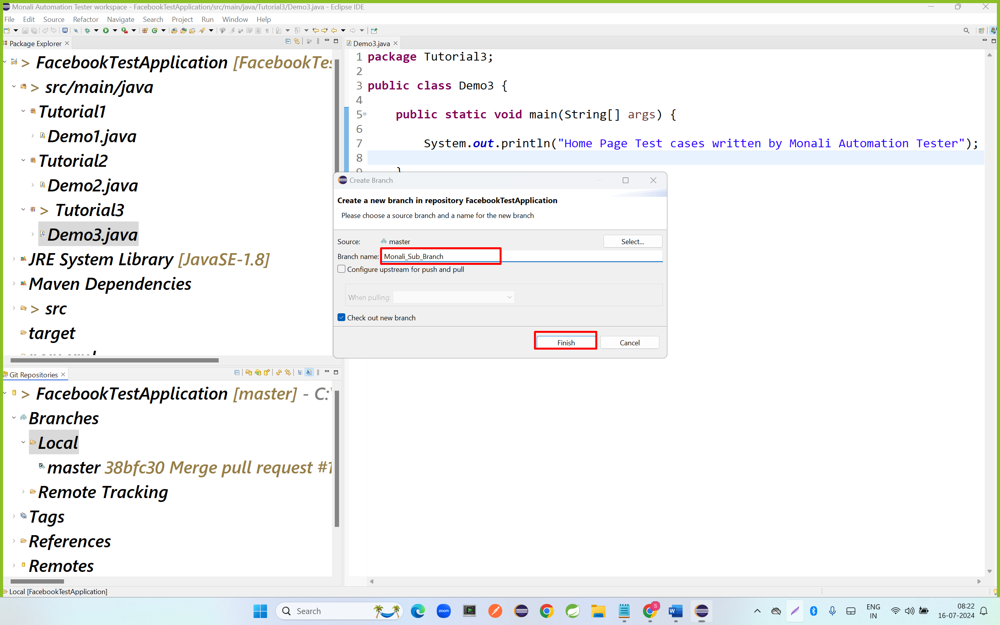 Monali Automation Tester workspace - FacebookTestApplication/src/main/java/Tutorial3/Demo3.java - Eclipse IDE
File Edit Source Refactor Navigate Search Project Run Window Help
Package Explorer
> FacebookTestApplication [FacebookTes
> src/main/java
Tutorial1
Demo1.java
Tutorial2
Demo2.java
> Tutorial3
Demo3.java
JRE System Library [JavaSE-1.8]
Maven Dependencies
> src
target
Demo3.java
1 package Tutorial3;
2
3 public class Demo3 {
4
5 public static void main(String[] args) {
6
7 System.out.println("Home Page Test cases written by Monali Automation Tester");
8
9 }
Create Branch
Create a new branch in repository FacebookTestApplication
Please choose a source branch and a name for the new branch
Source: master Select...
Branch name: Monali_Sub_Branch
Configure upstream for push and pull
When pulling:
Check out new branch
Finish Cancel
Git Repositories
> FacebookTestApplication [master] - C:\
Branches
Local
master 38bfc30 Merge pull request #1
Remote Tracking
Tags
References
Remotes
Local [FacebookTestApplication]
Search
zoom
S
W
ENG
IN
08:22
16-07-2024